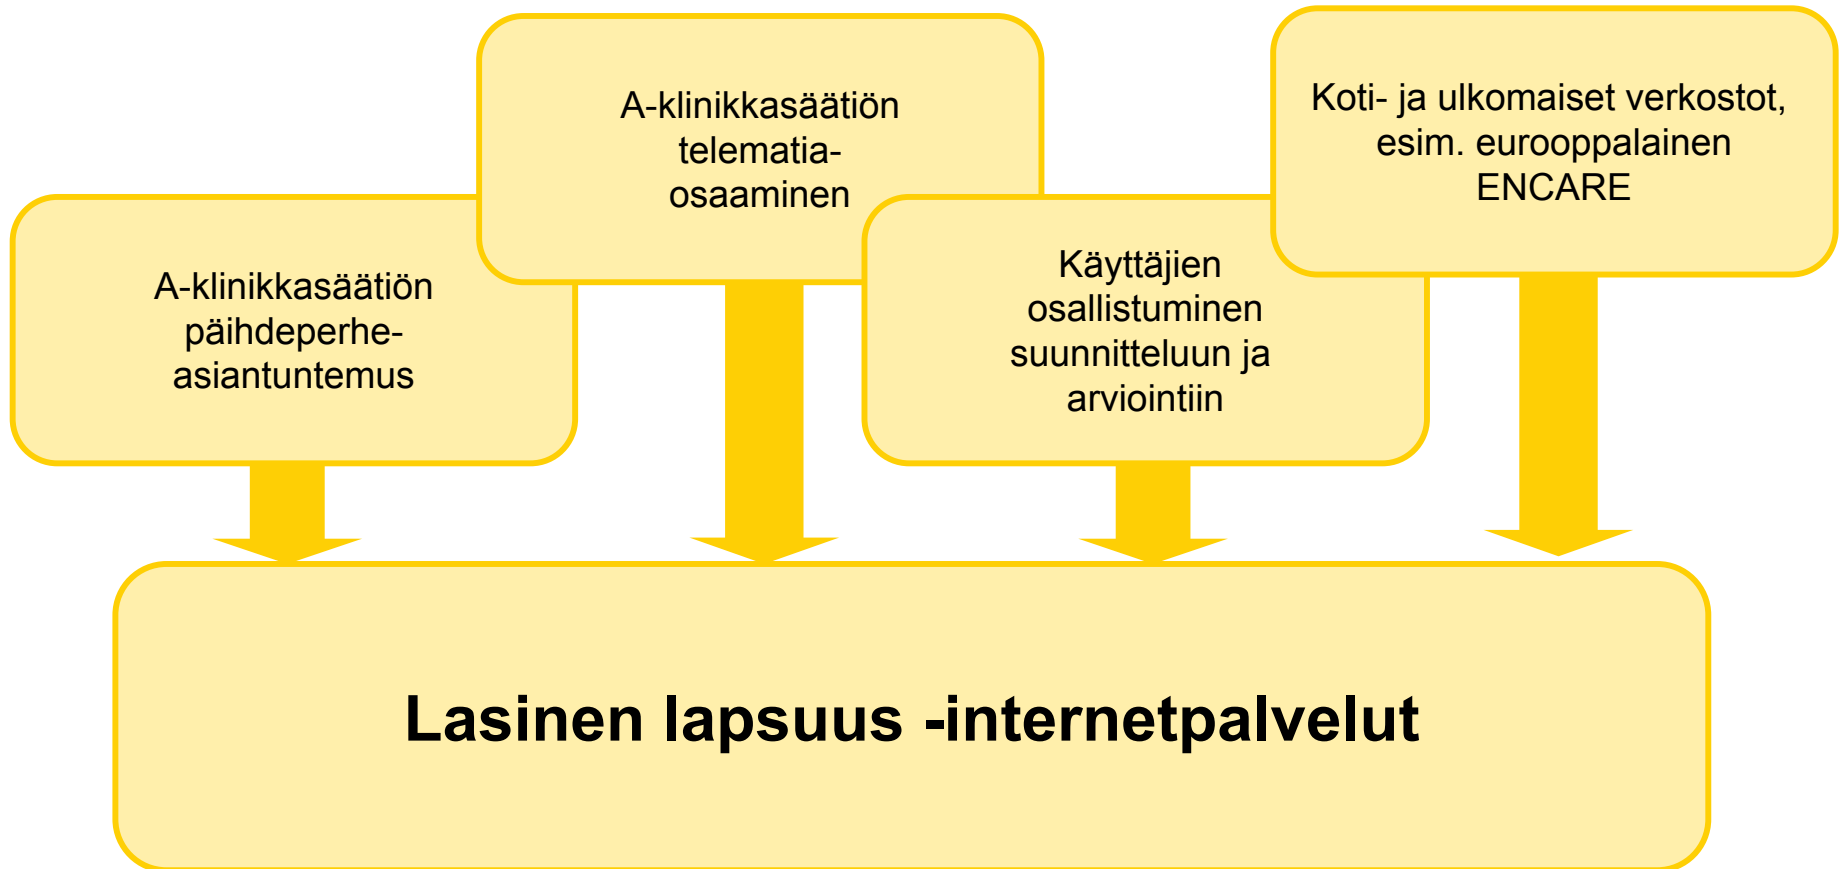 A-klinikkasäätiön
päihdeperhe-
asiantuntemus
A-klinikkasäätiön
telematia-
osaaminen
Käyttäjien
osallistuminen
suunnitteluun ja
arviointiin
Koti- ja ulkomaiset verkostot,
esim. eurooppalainen
ENCARE
Lasinen lapsuus -internetpalvelut